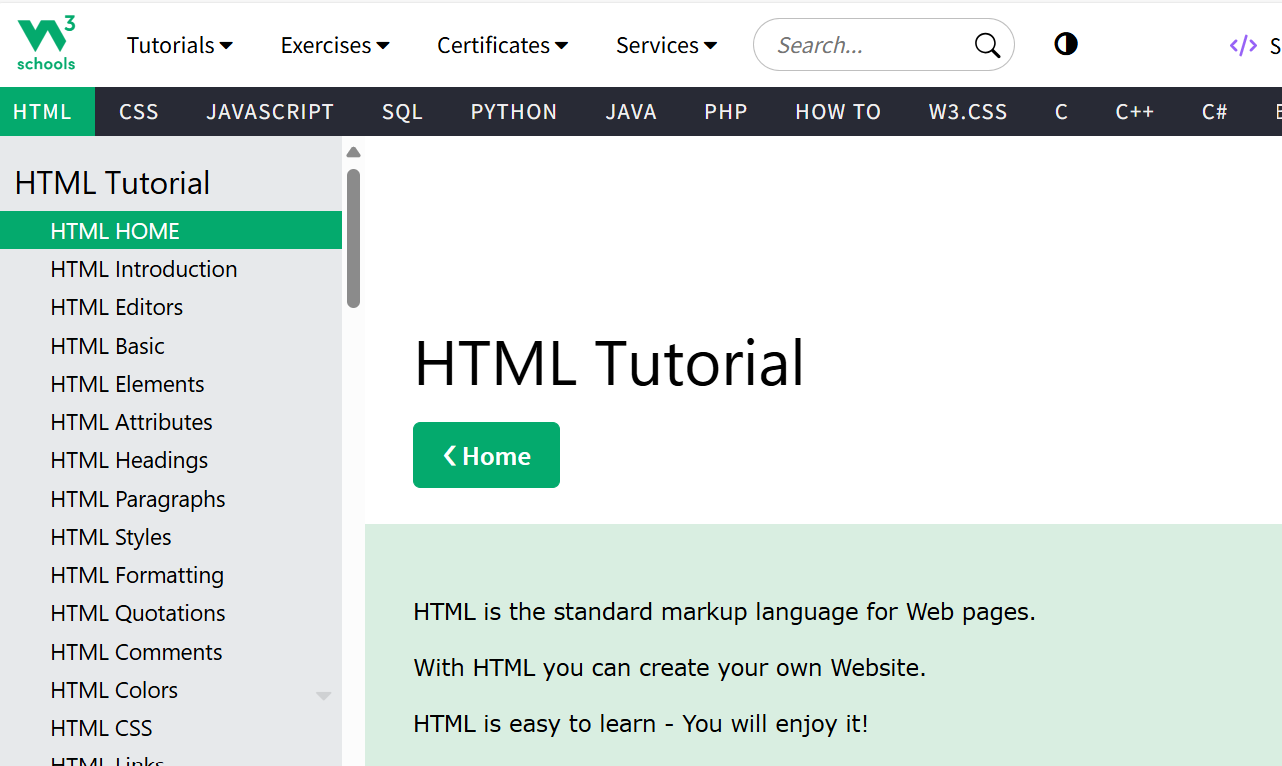 W3 schools
Tutorials Exercises Certificates Services Search...
HTML CSS JAVASCRIPT SQL PYTHON JAVA PHP HOW TO W3.CSS C C++ C#
HTML Tutorial
HTML HOME
HTML Introduction
HTML Editors
HTML Basic
HTML Elements
HTML Attributes
HTML Headings
HTML Paragraphs
HTML Styles
HTML Formatting
HTML Quotations
HTML Comments
HTML Colors
HTML CSS
HTML Links
HTML Tutorial
❮ Home
HTML is the standard markup language for Web pages.
With HTML you can create your own Website.
HTML is easy to learn - You will enjoy it!